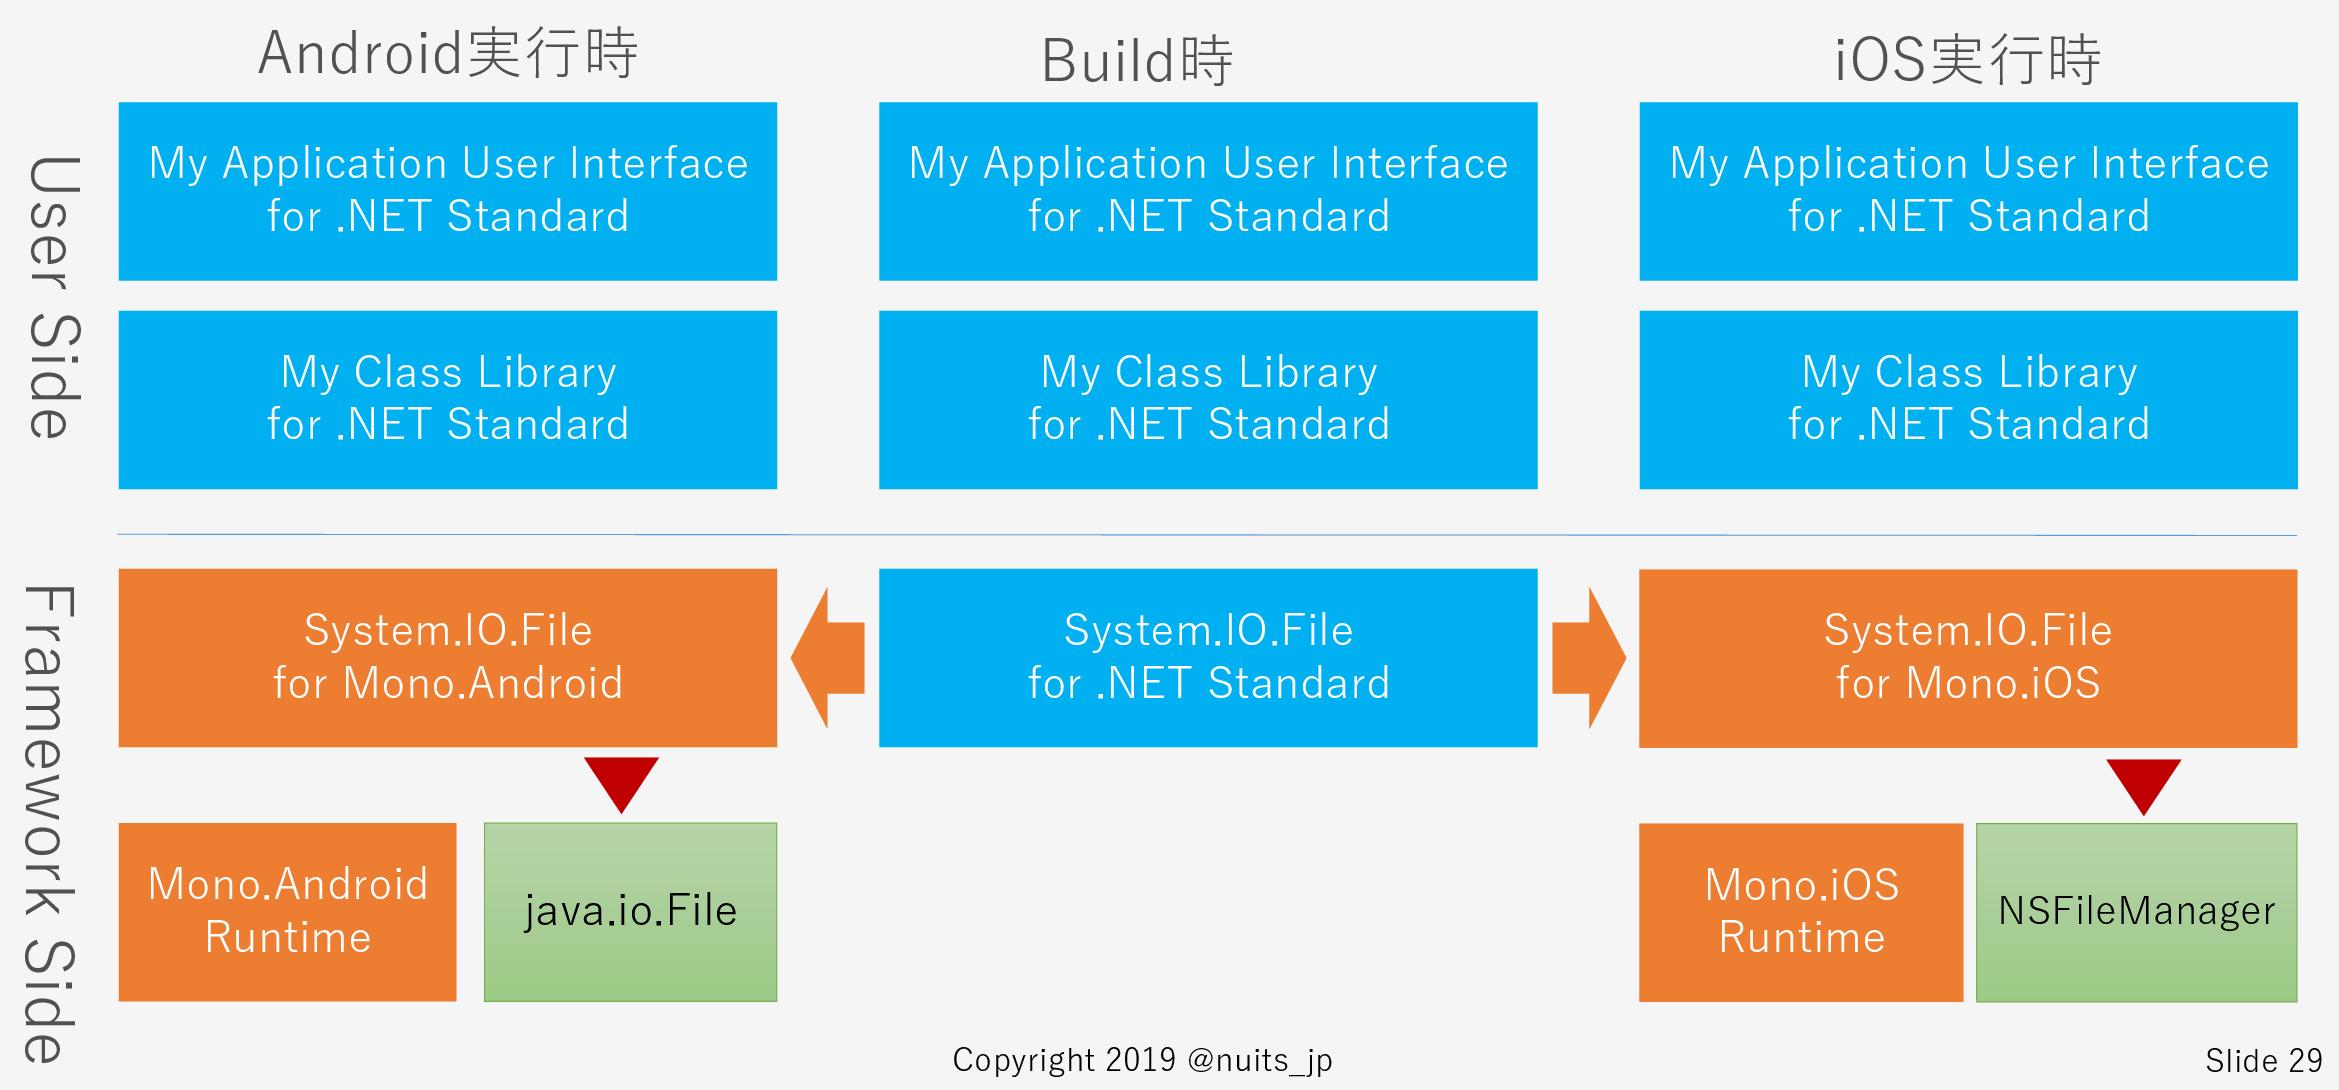 Android実行時
Build時
iOS実行時
User Side
My Application User Interface
for .NET Standard
My Application User Interface
for .NET Standard
My Application User Interface
for .NET Standard
My Class Library
for .NET Standard
My Class Library
for .NET Standard
My Class Library
for .NET Standard
Framework Side
System.IO.File
for Mono.Android
System.IO.File
for .NET Standard
System.IO.File
for Mono.iOS
Mono.Android
Runtime
java.io.File
Mono.iOS
Runtime
NSFileManager
Copyright 2019 @nuits_jp
Slide 29